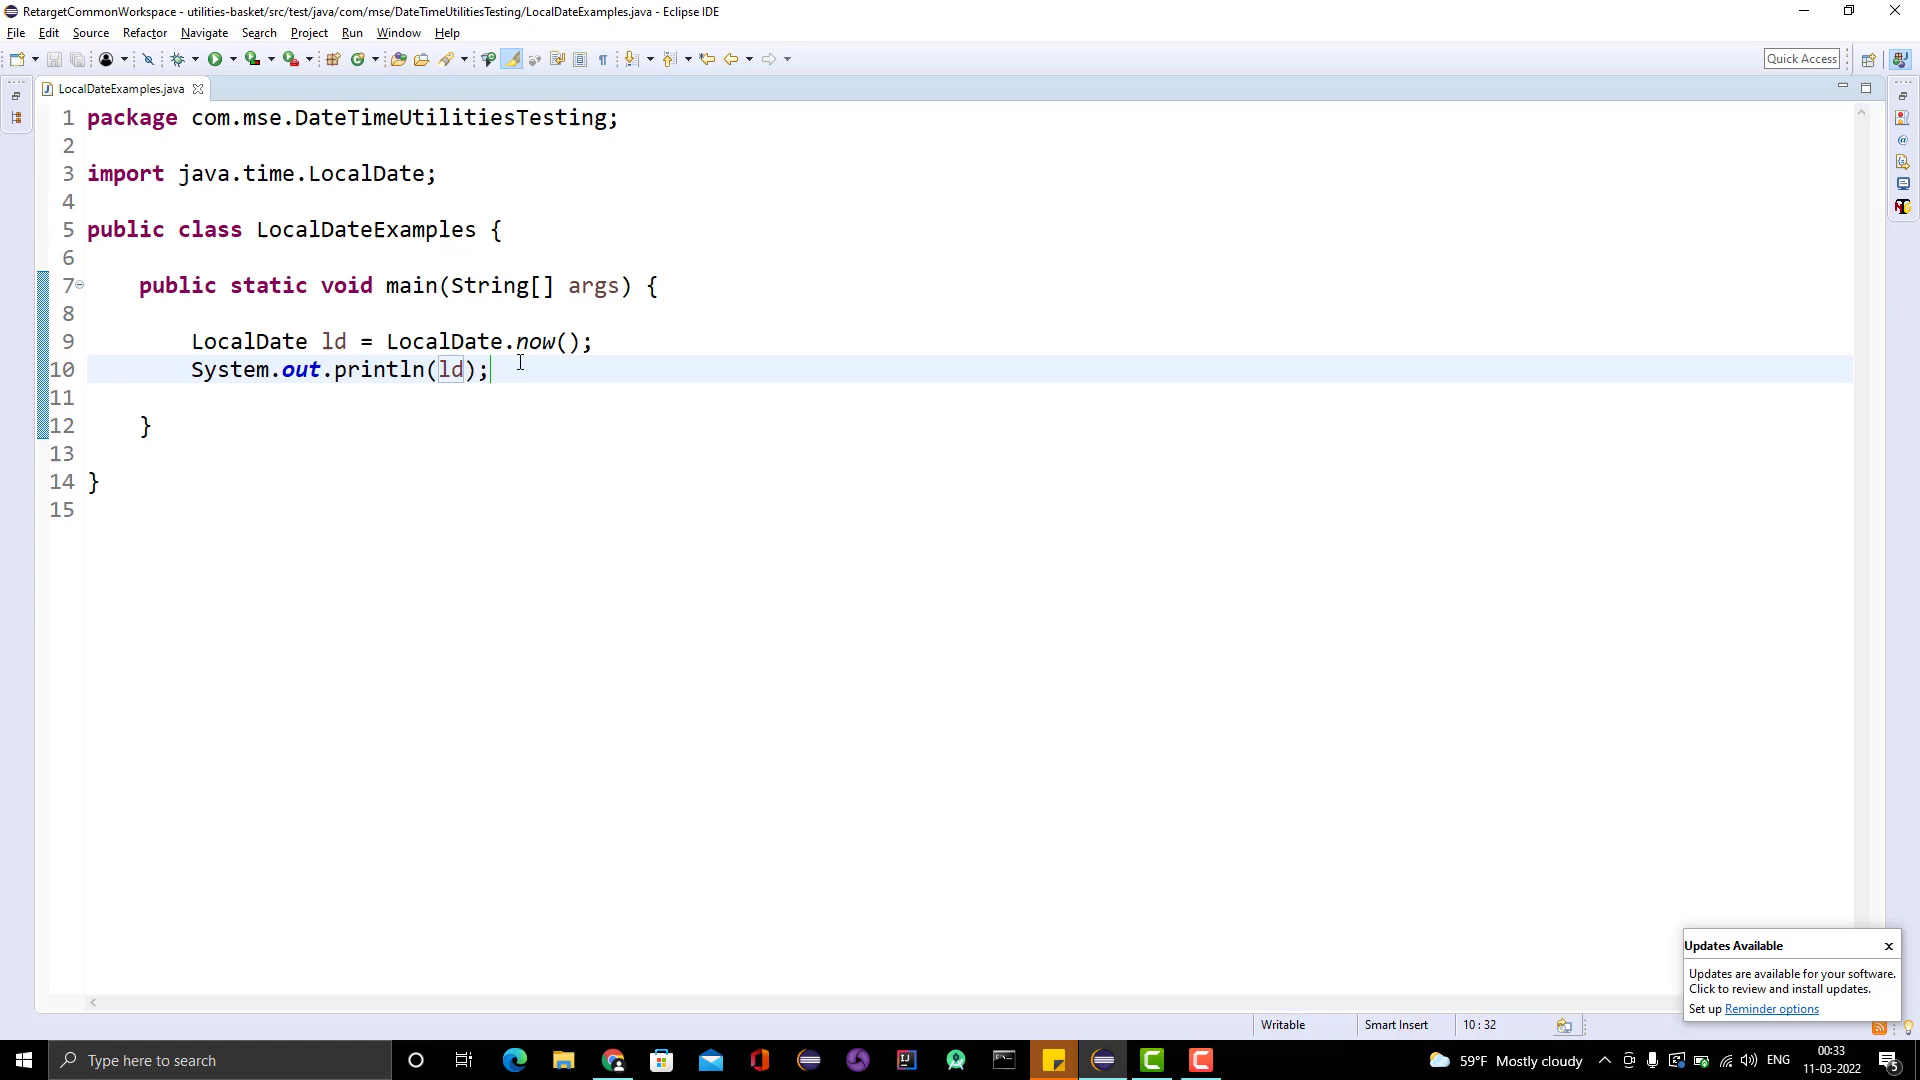 RetargetCommonWorkspace - utilities-basket/src/test/java/com/mse/DateTimeUtilitiesTesting/LocalDateExamples.java - Eclipse IDE
File Edit Source Refactor Navigate Search Project Run Window Help
Quick Access
LocalDateExamples.java
1 package com.mse.DateTimeUtilitiesTesting;
2
3 import java.time.LocalDate;
4
5 public class LocalDateExamples {
6
7 public static void main(String[] args) {
8
9 LocalDate ld = LocalDate.now();
10 System.out.println(ld);
11
12 }
13
14 }
15
Updates Available
Updates are available for your software.
Click to review and install updates.
Set up Reminder options
Writable Smart Insert 10 : 32
Type here to search
59°F Mostly cloudy
ENG
00:33
11-03-2022
5